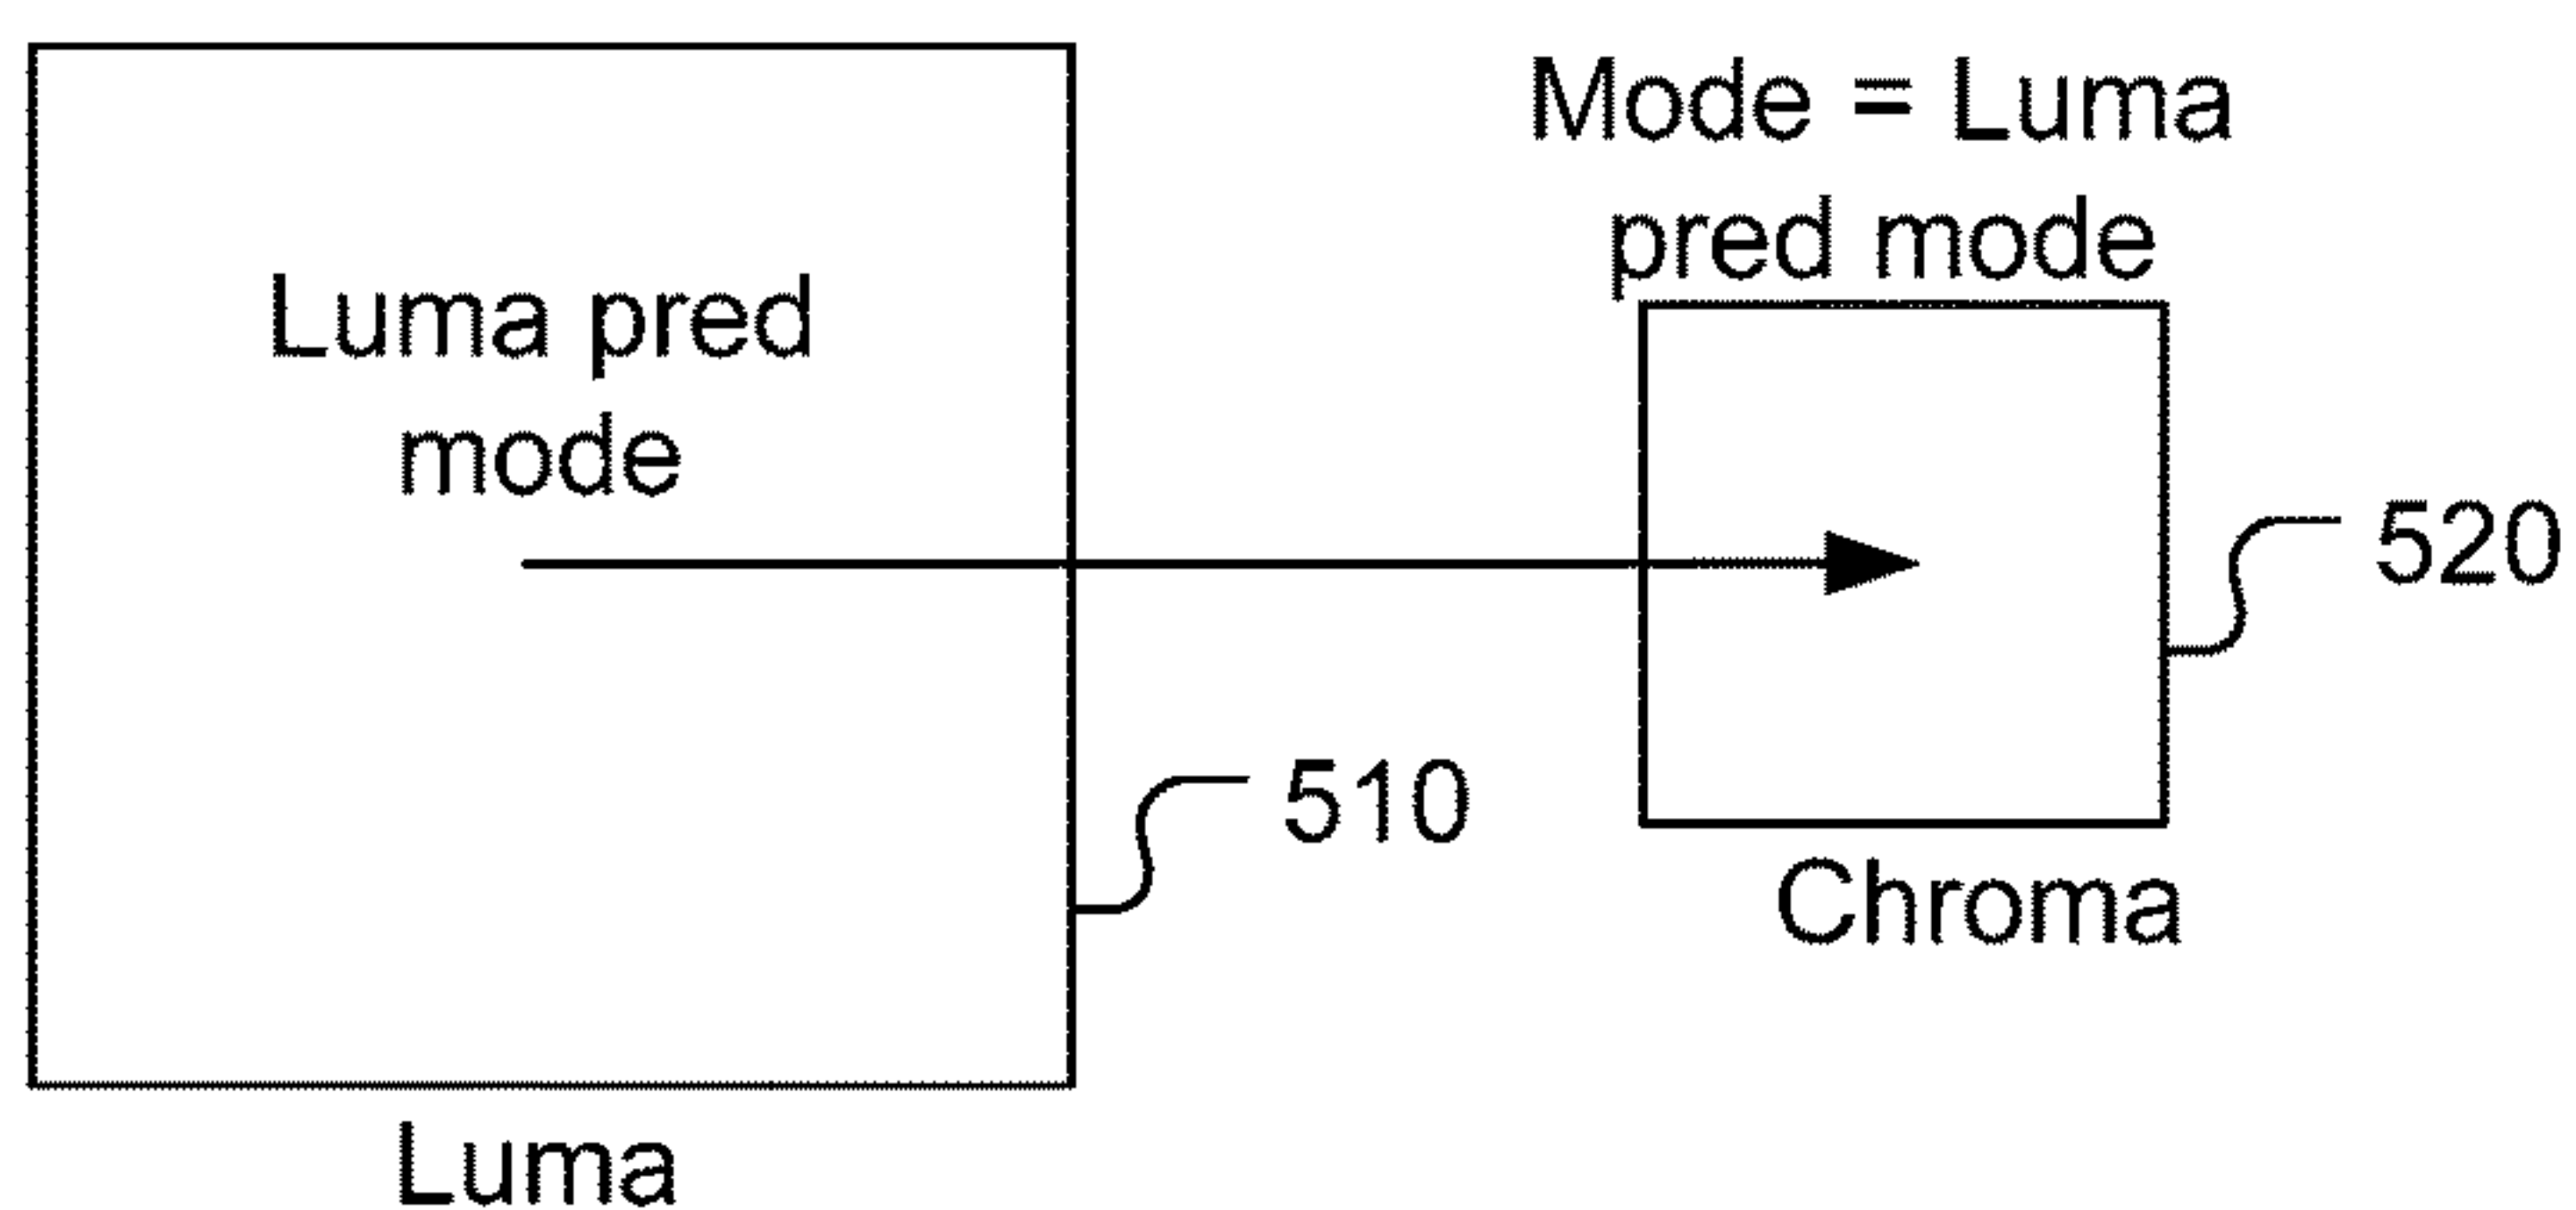 Luma pred
mode
Luma
510
Mode = Luma
pred mode
Chroma
520